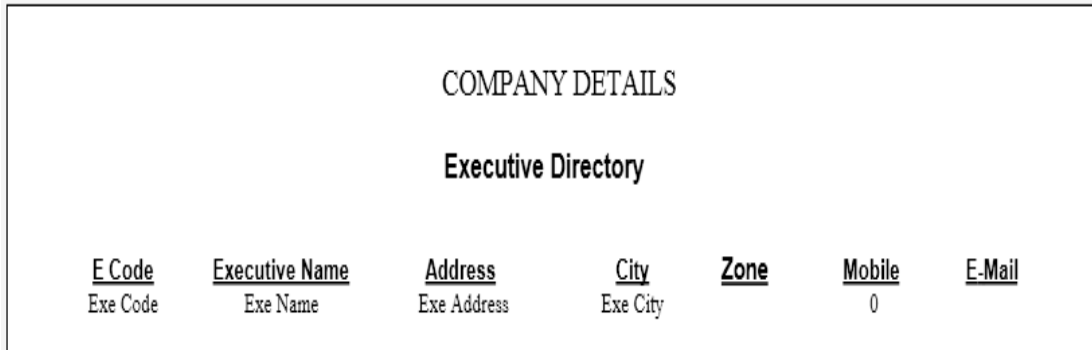 COMPANY DETAILS
Executive Directory
E Code Executive Name Address City Zone Mobile E-Mail
Exe Code Exe Name Exe Address Exe City 0